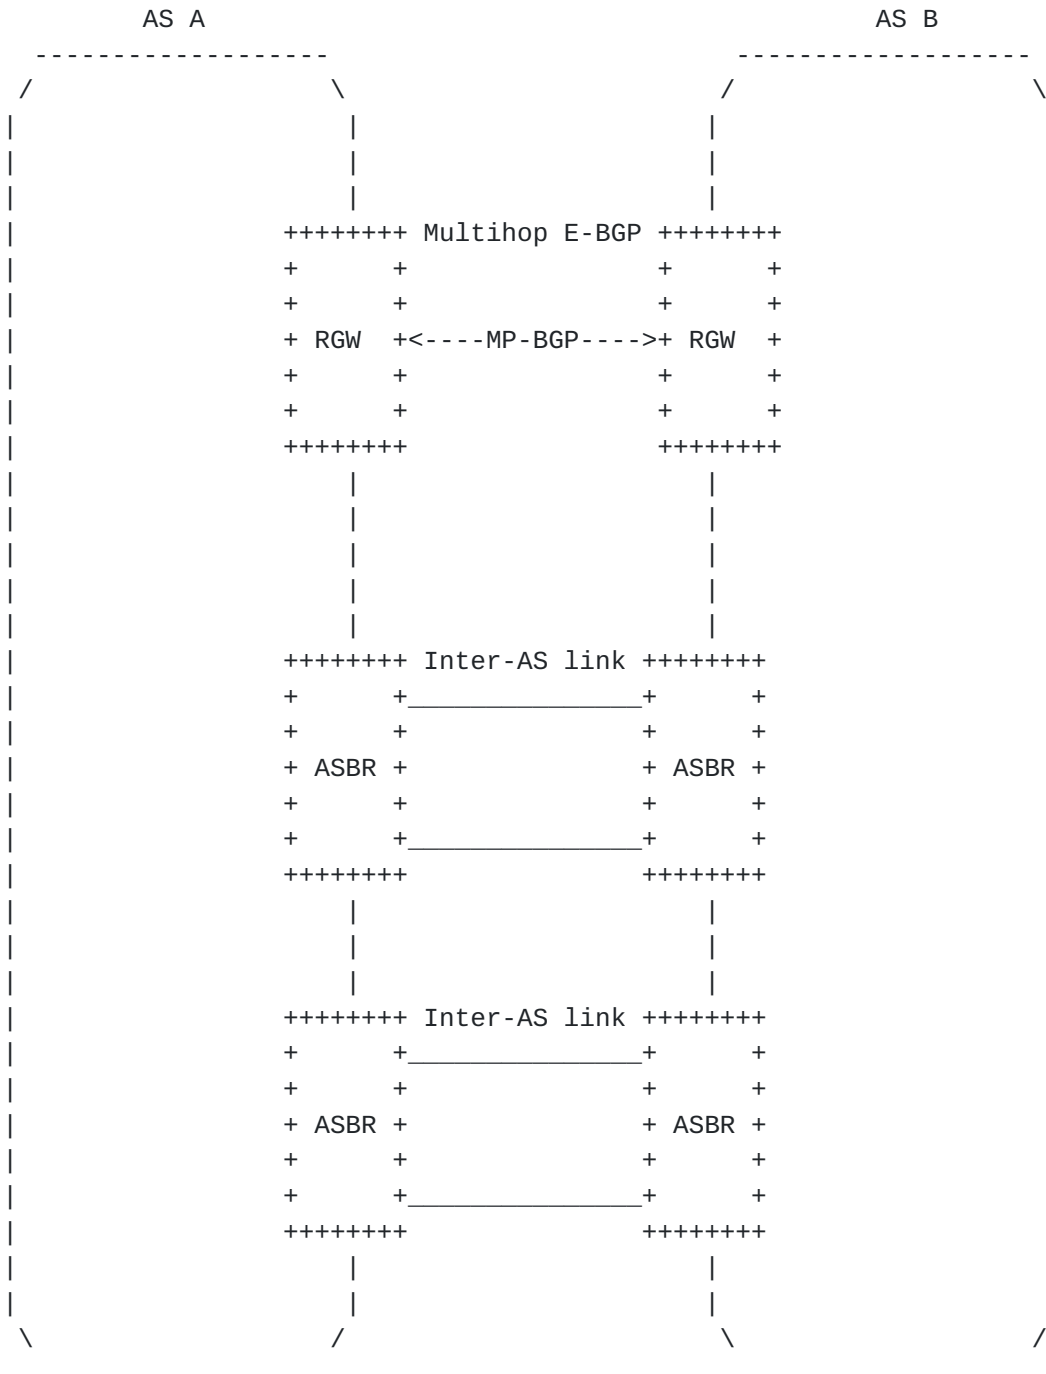 AS A AS B
Multihop E-BGP
RGW <----MP-BGP----> RGW
Inter-AS link
ASBR ASBR
Inter-AS link
ASBR ASBR